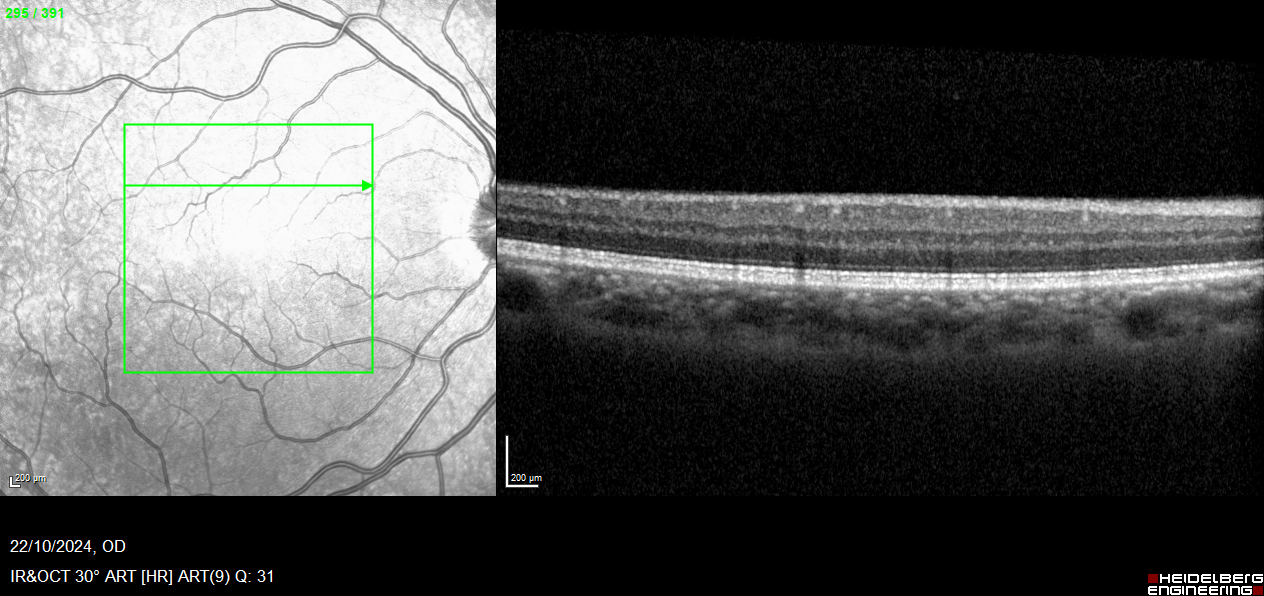 295 / 391
200 µm
200 µm
22/10/2024, OD
IR&OCT 30° ART [HR] ART(9) Q: 31
HEIDELBERG
ENGINEERING